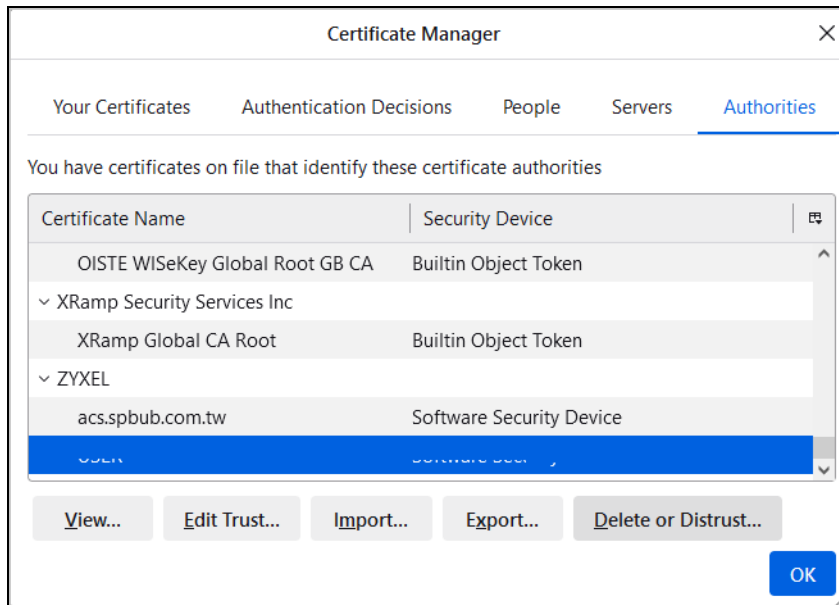 Certificate Manager
Your Certificates Authentication Decisions People Servers Authorities
You have certificates on file that identify these certificate authorities
Certificate Name Security Device
OISTE WISeKey Global Root GB CA Builtin Object Token
XRamp Security Services Inc
XRamp Global CA Root Builtin Object Token
ZYXEL
acs.spbub.com.tw Software Security Device
View... Edit Trust... Import... Export... Delete or Distrust...
OK